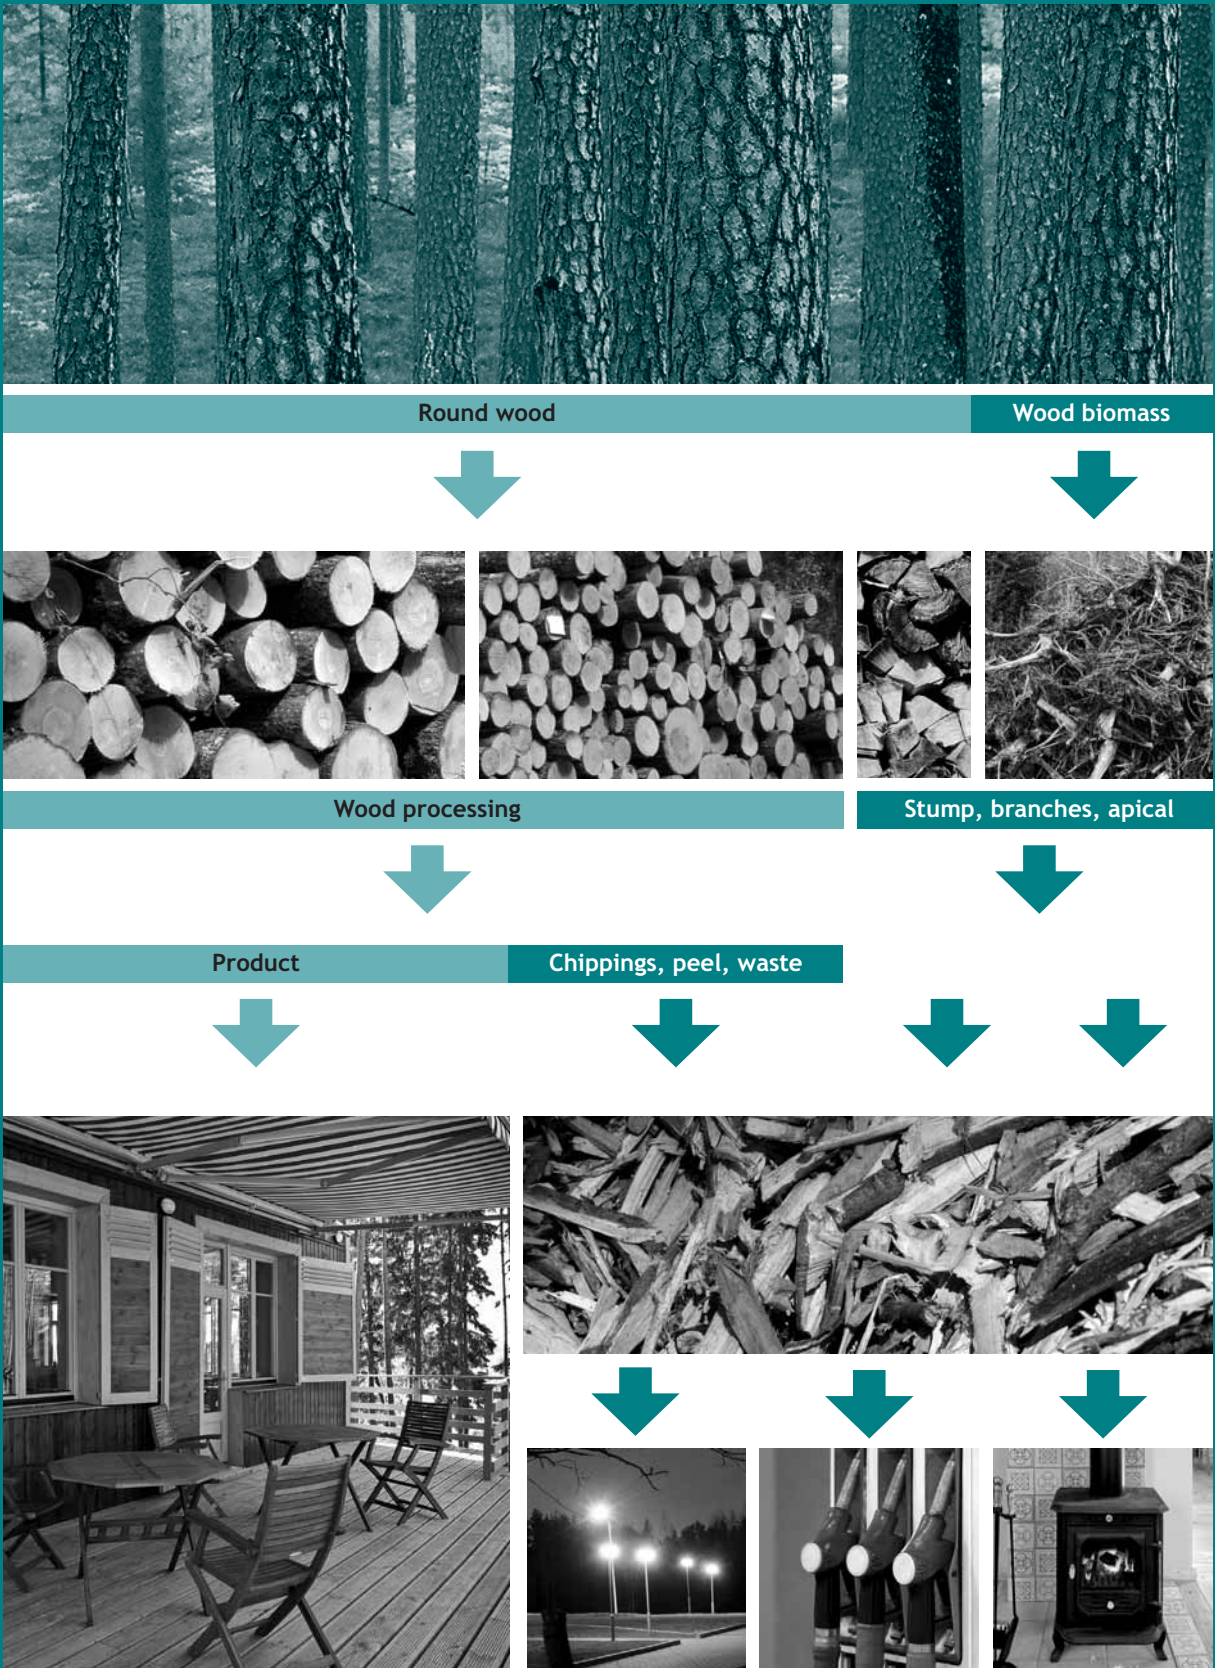 Round wood
Wood biomass
Wood processing
Stump, branches, apical
Product
Chippings, peel, waste